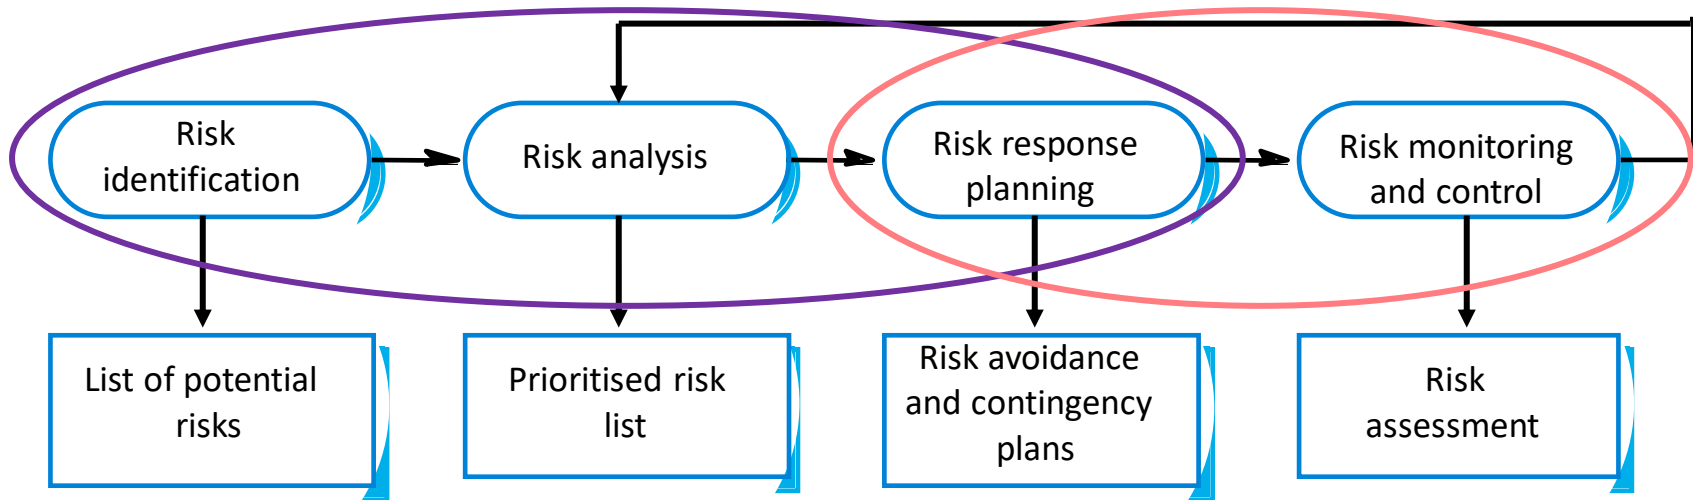 Risk
identification
Risk analysis
Risk response
planning
Risk monitoring
and control
List of potential
risks
Prioritised risk
list
Risk avoidance
and contingency
plans
Risk
assessment